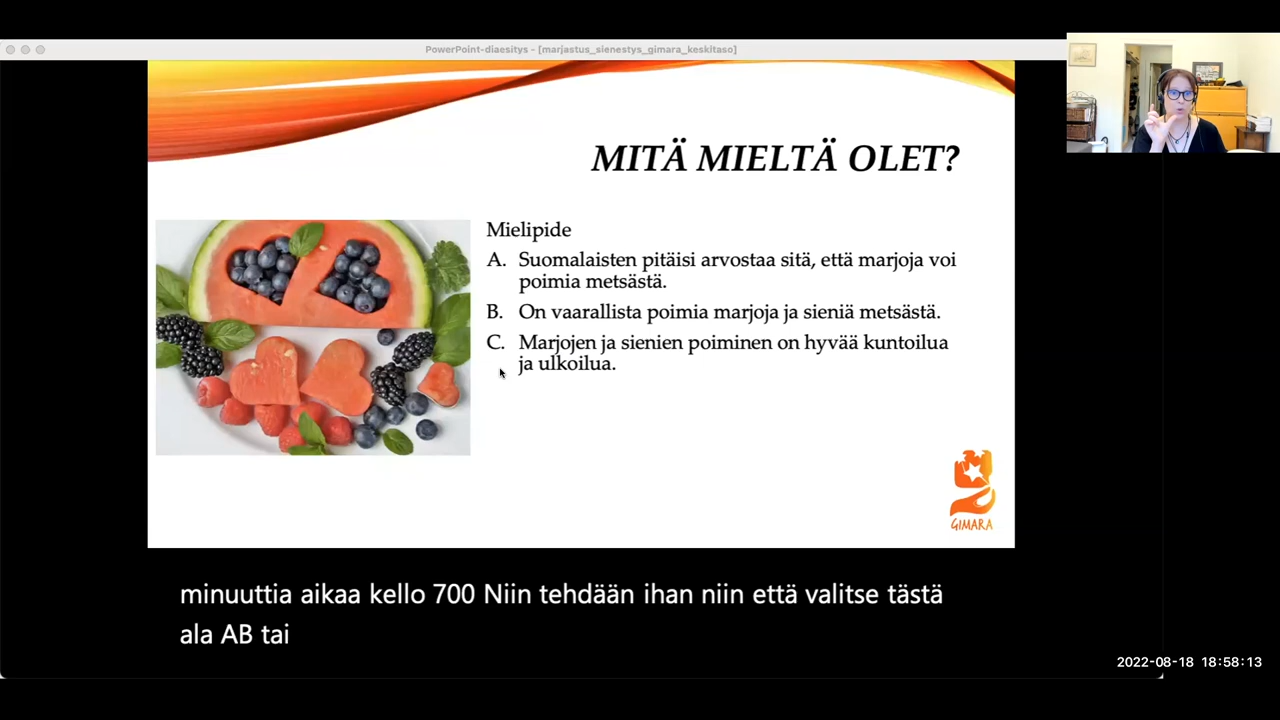 PowerPoint-diaesitys - [marjastus_sienestys_gimara_keskitaso]
MITÄ MIELTÄ OLET?
Mielipide
A. Suomalaisten pitäisi arvostaa sitä, että marjoja voi
poimia metsästä.
B. On vaarallista poimia marjoja ja sieniä metsästä.
C. Marjojen ja sienien poiminen on hyvää kuntoilua
ja ulkoilua.
GIMARA
minuuttia aikaa kello 700 Niin tehdään ihan niin että valitse tästä
ala AB tai
2022-08-18 18:58:13